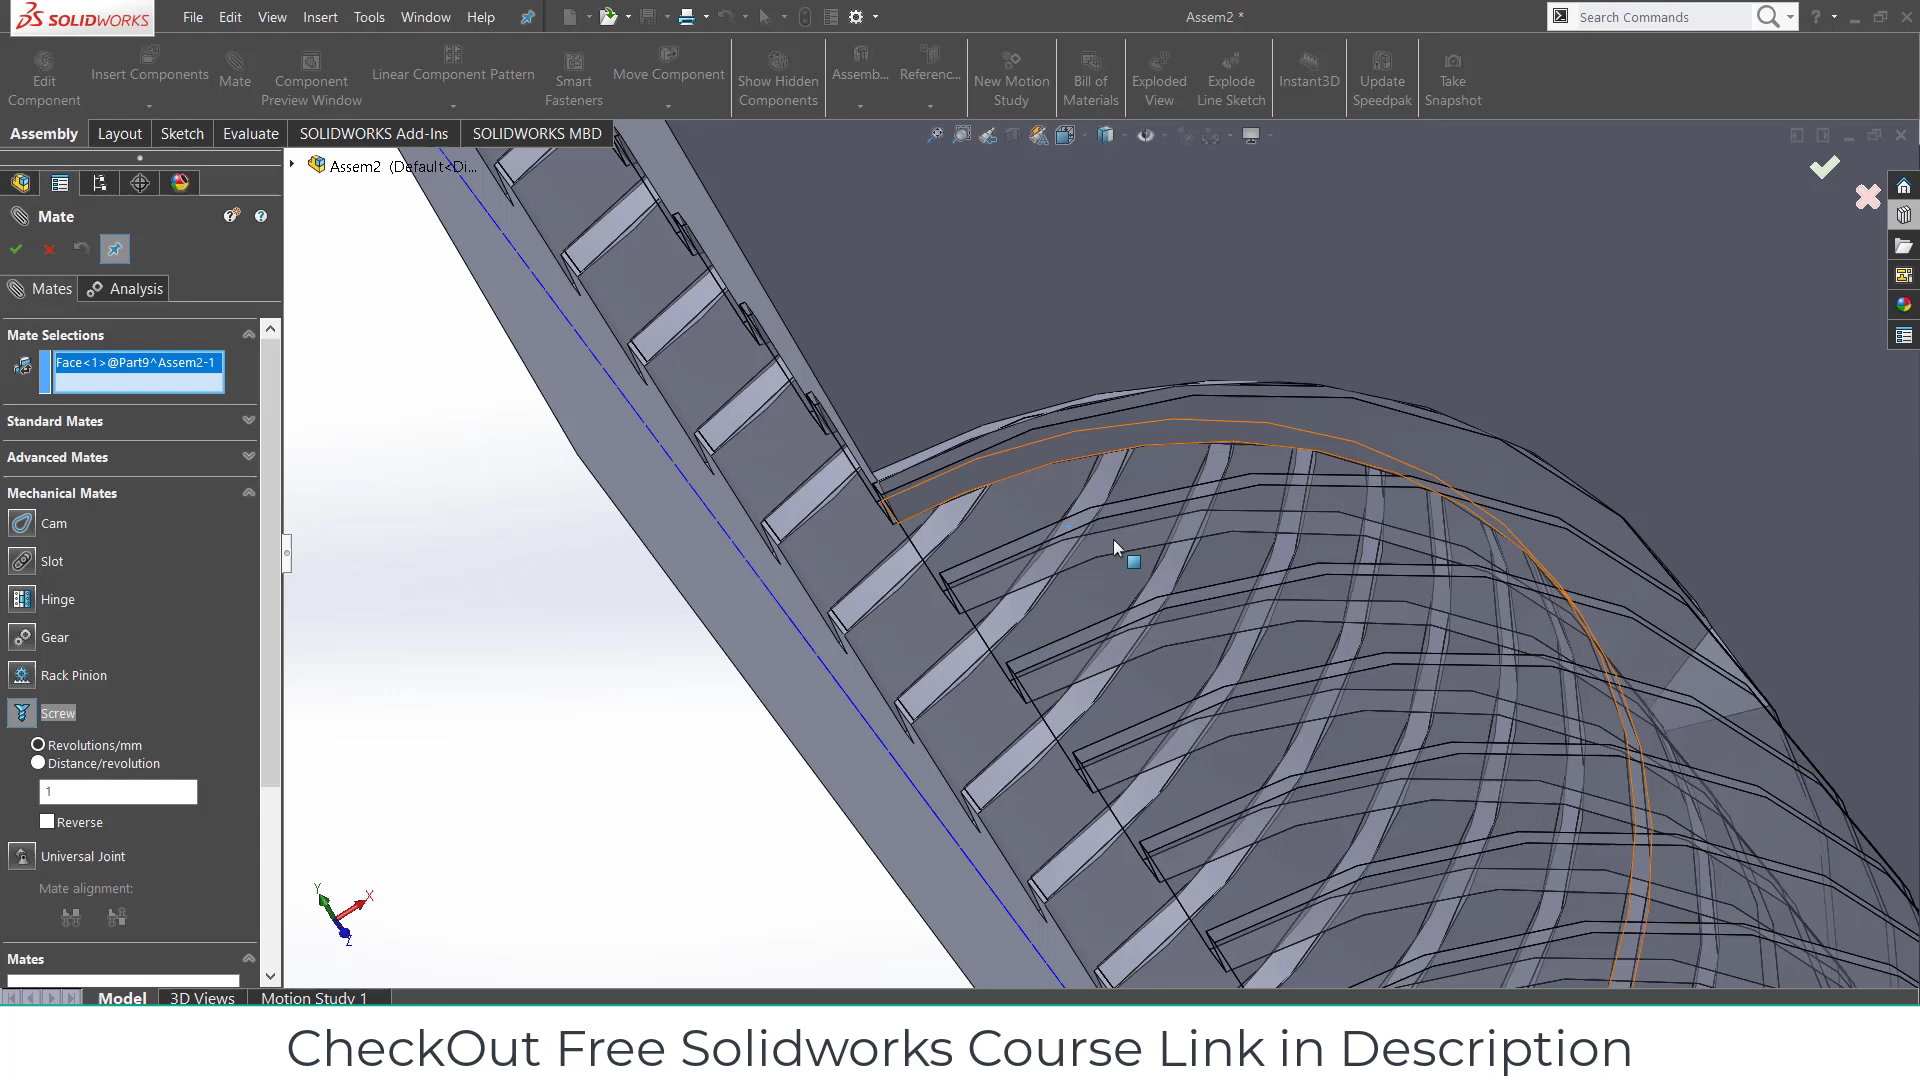 SOLIDWORKS
File Edit View Insert Tools Window Help
Assem2 *
Search Commands
Edit Component
Insert Components
Mate
Component Preview Window
Linear Component Pattern
Smart Fasteners
Move Component
Show Hidden Components
Assemb...
Referenc...
New Motion Study
Bill of Materials
Exploded View
Explode Line Sketch
Instant3D
Update Speedpak
Take Snapshot
Assembly Layout Sketch Evaluate SOLIDWORKS Add-Ins SOLIDWORKS MBD
Assem2 (Default<Di...
Mate
Mates Analysis
Mate Selections
Face<1>@Part9^Assem2-1
Standard Mates
Advanced Mates
Mechanical Mates
Cam
Slot
Hinge
Gear
Rack Pinion
Screw
Revolutions/mm
Distance/revolution
1
Reverse
Universal Joint
Mate alignment:
Mates
Y
X
Z
Model 3D Views Motion Study 1
CheckOut Free Solidworks Course Link in Description